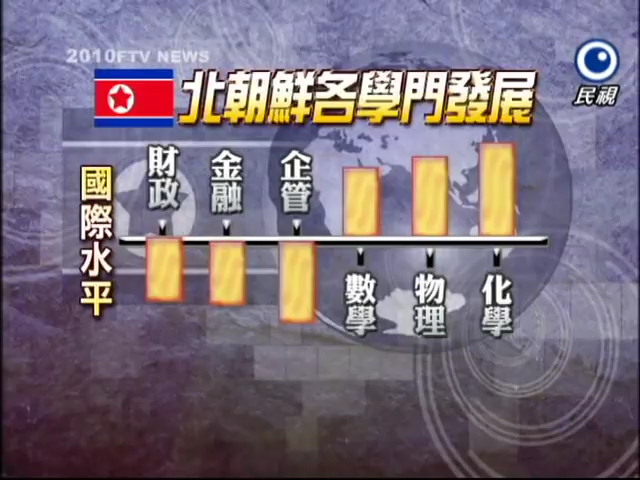 2010FTV NEWS
民視
北朝鮮各學門發展
國際水平
財政
金融
企管
數學
物理
化學